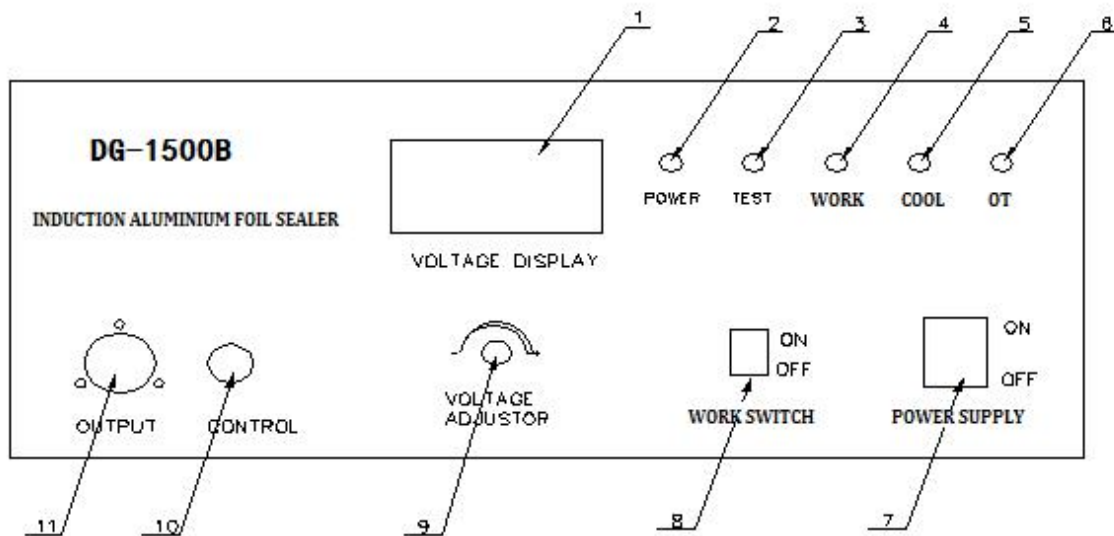 1
2
3
4
5
6
DG-1500B
INDUCTION ALUMINIUM FOIL SEALER
VOLTAGE DISPLAY
POWER
TEST
WORK
COOL
OT
OUTPUT
CONTROL
VOLTAGE
ADJUSTOR
ON
OFF
WORK SWITCH
ON
OFF
POWER SUPPLY
11
10
9
8
7